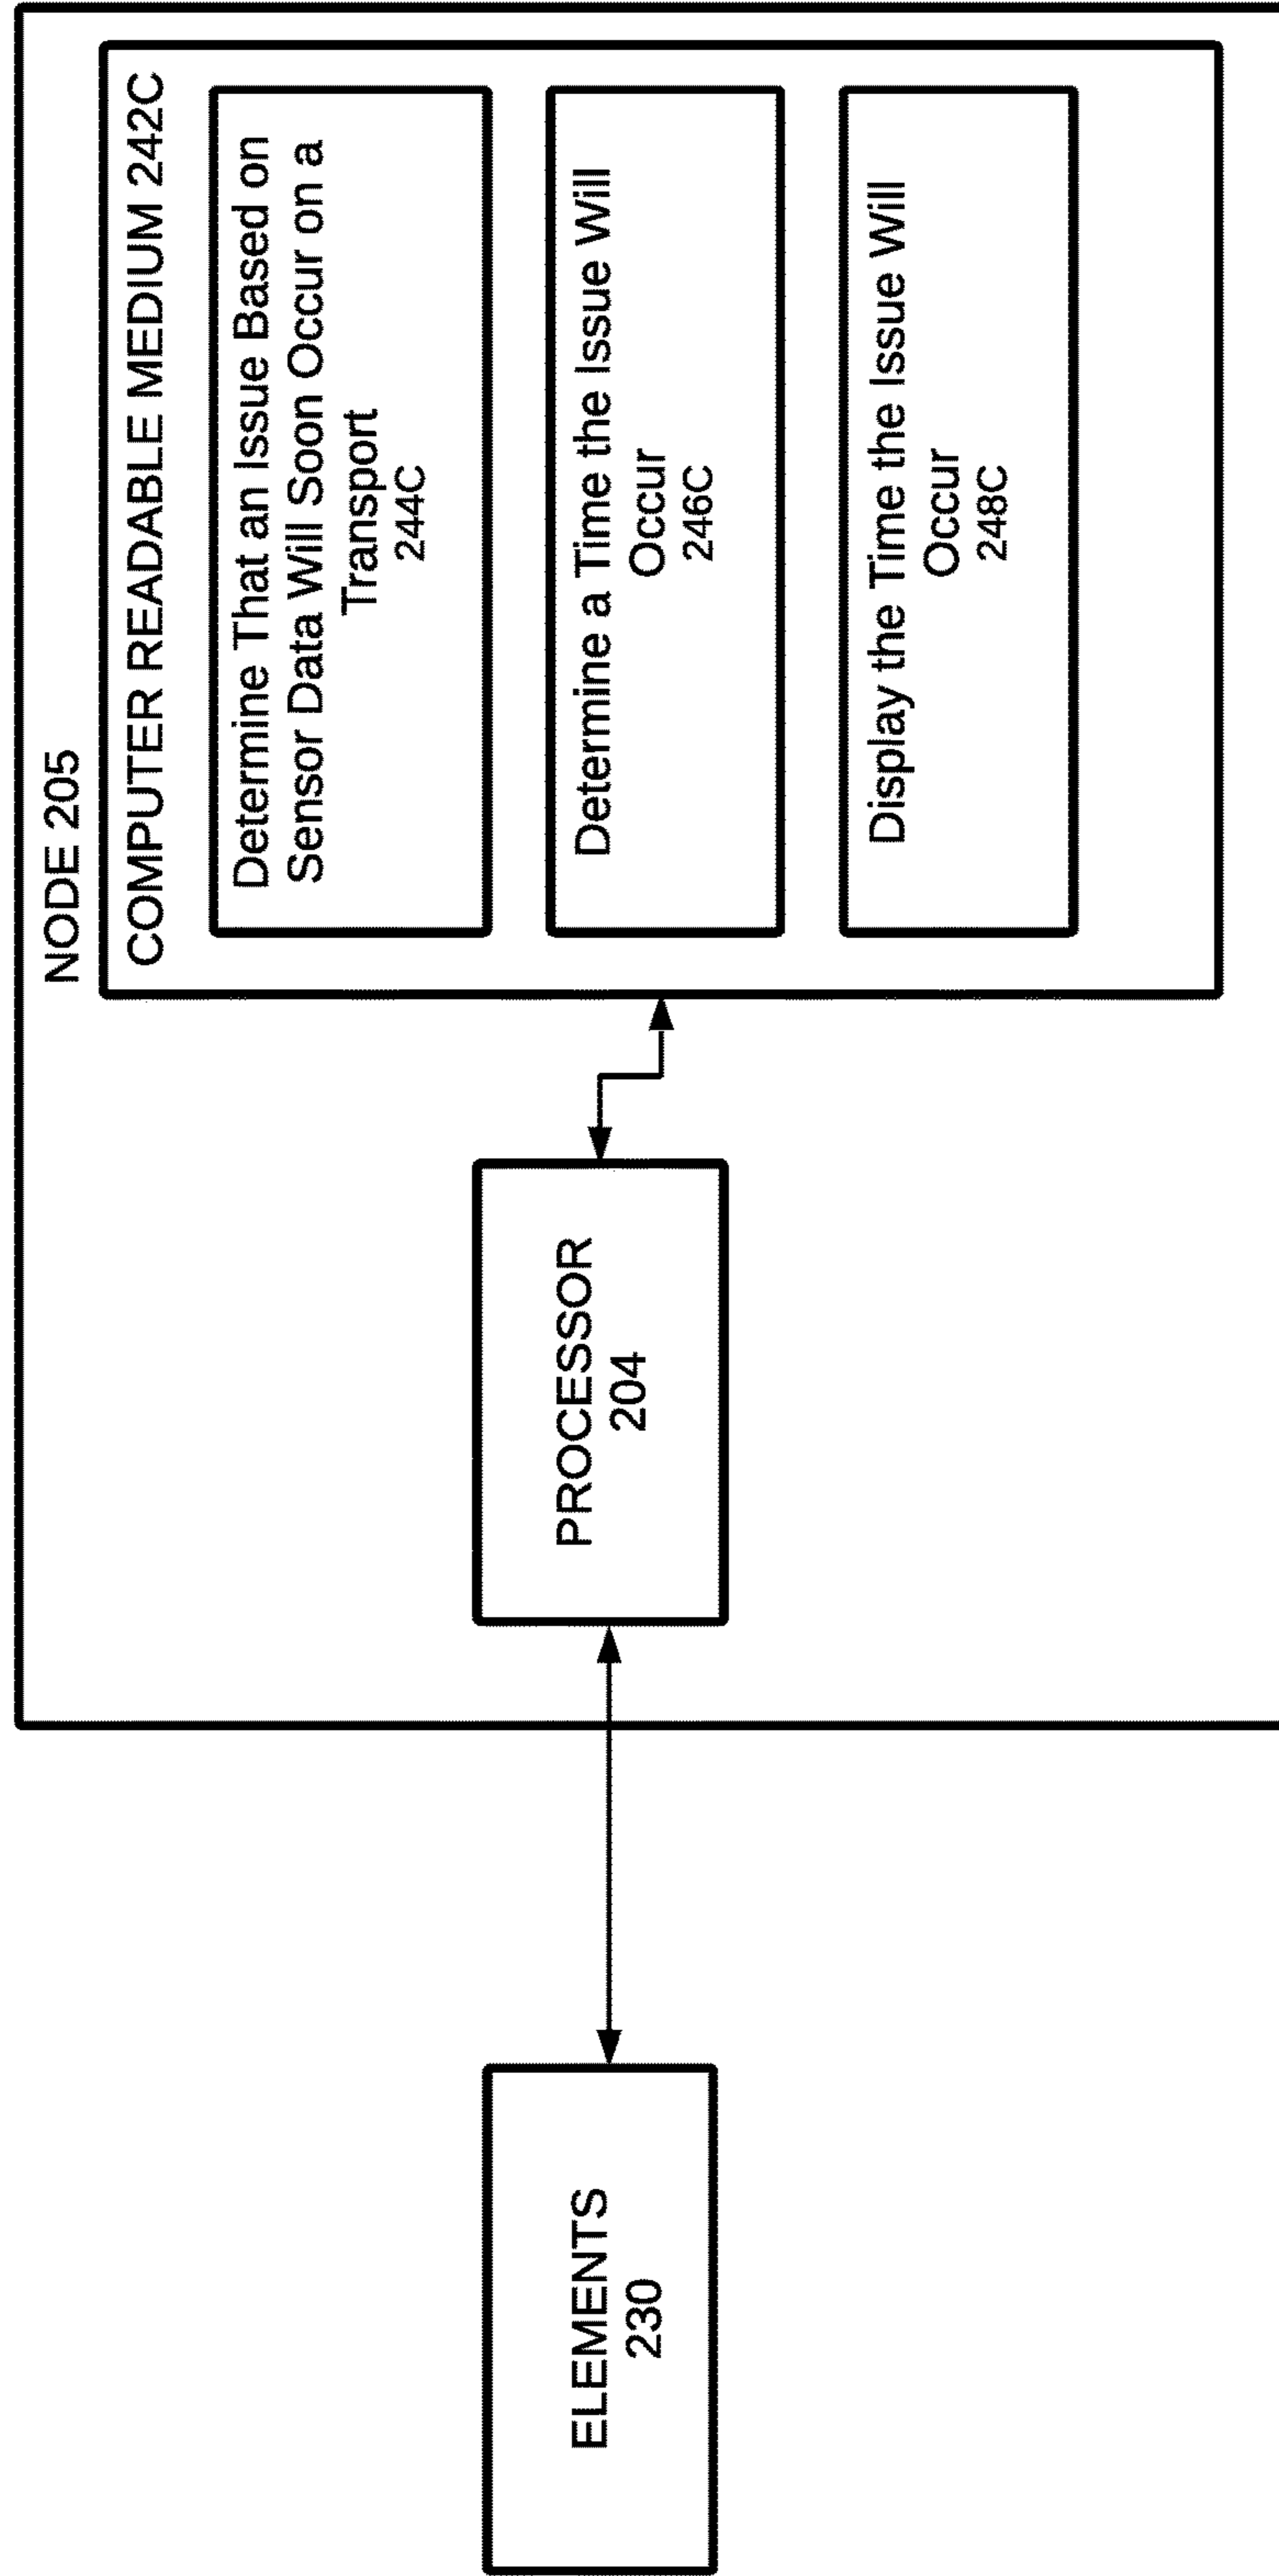 NODE 205
COMPUTER READABLE MEDIUM 242C
Determine That an Issue Based on
Sensor Data Will Soon Occur on a
Transport
244C
Determine a Time the Issue Will
Occur
246C
Display the Time the Issue Will
Occur
248C
PROCESSOR
204
ELEMENTS
230